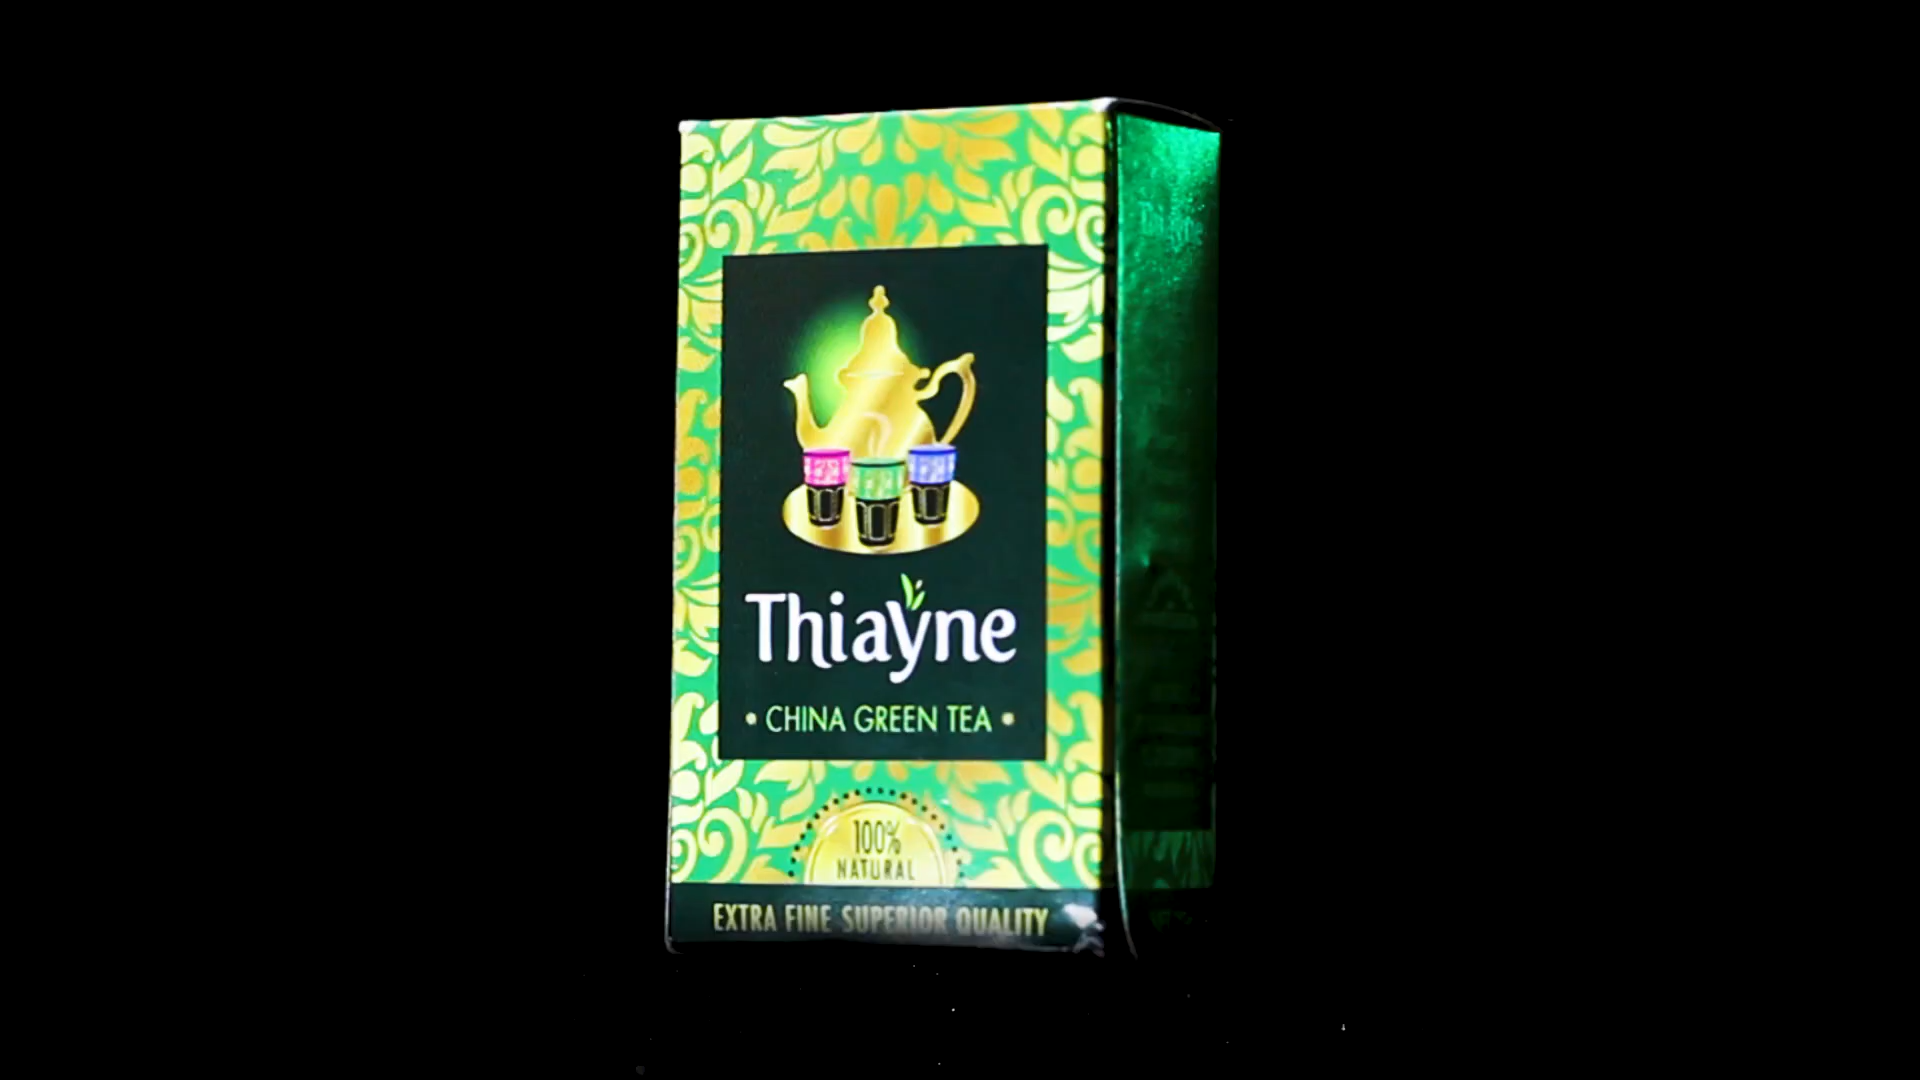 Thiayne
• CHINA GREEN TEA •
100%
NATURAL
EXTRA FINE SUPERIOR QUALITY